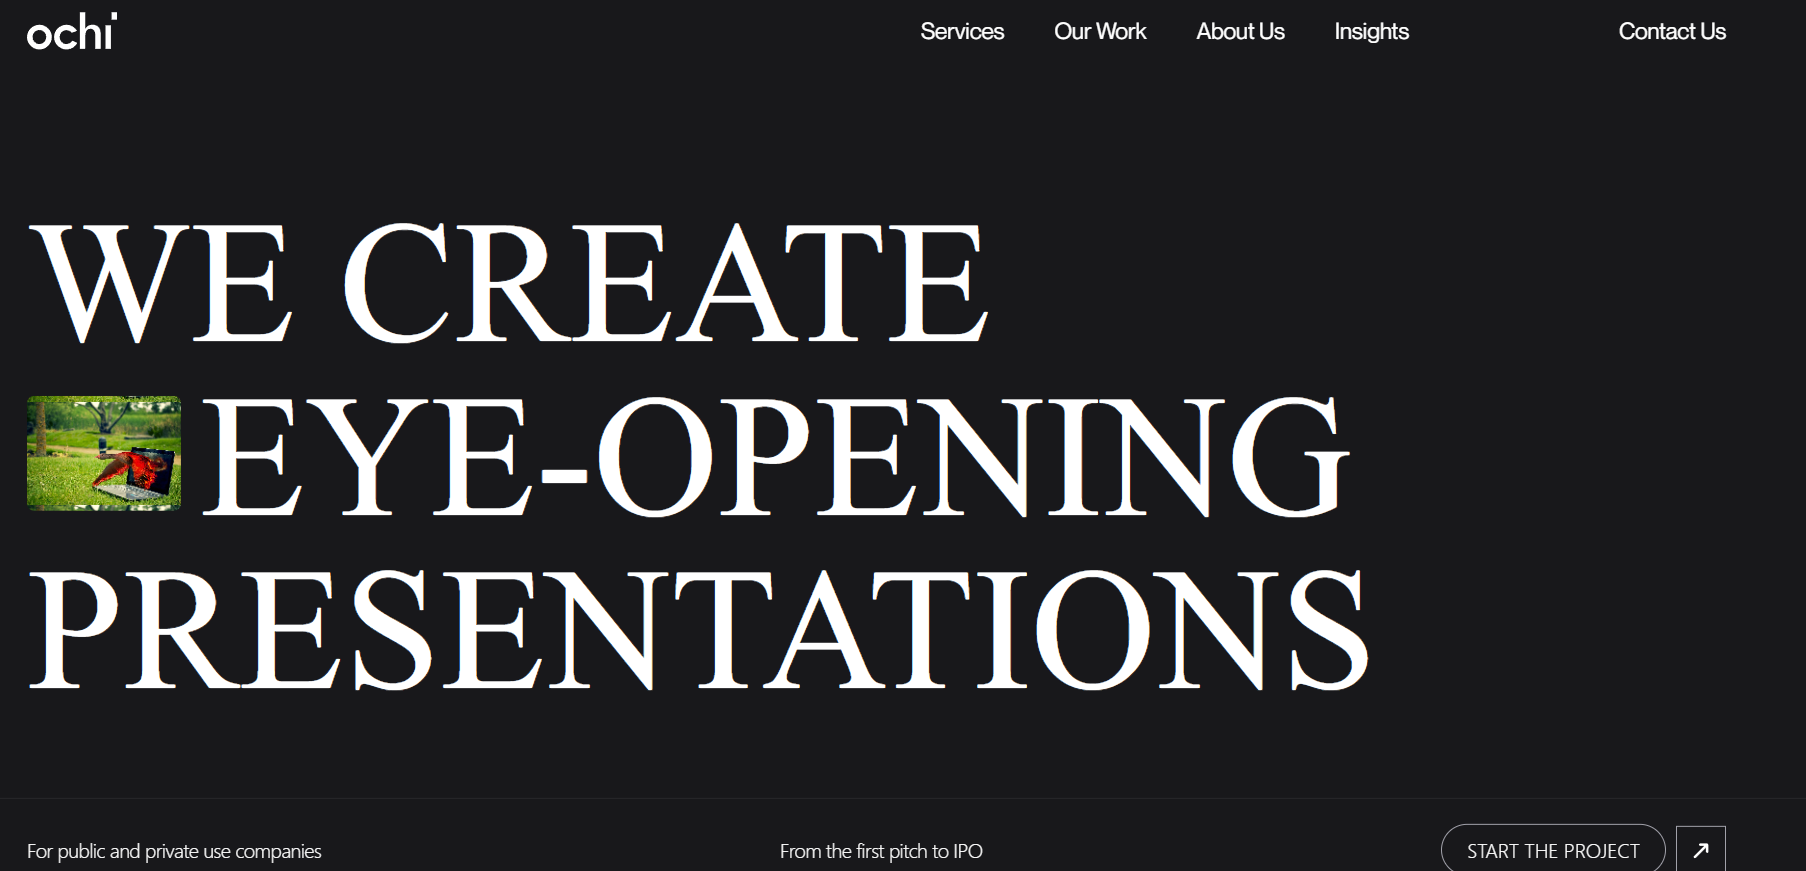 ochi
Services Our Work About Us Insights Contact Us
WE CREATE
EYE-OPENING
PRESENTATIONS
For public and private use companies From the first pitch to IPO START THE PROJECT